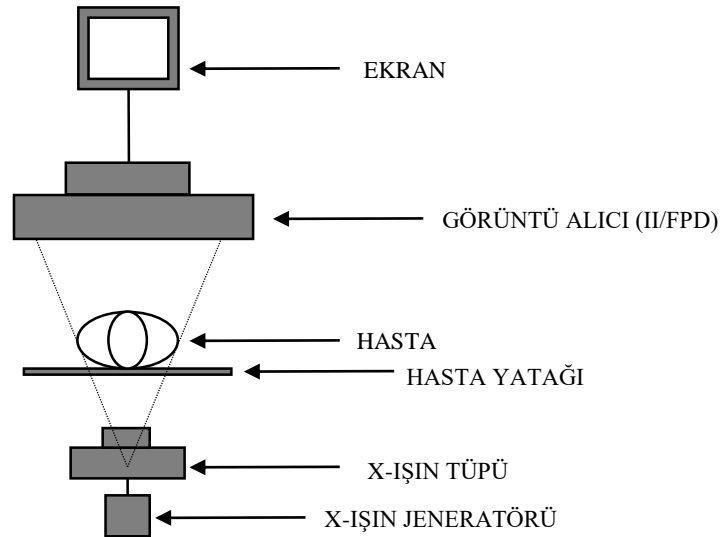 EKRAN
GÖRÜNTÜ ALICI (II/FPD)
HASTA
HASTA YATAĞI
X-IŞIN TÜPÜ
X-IŞIN JENERATÖRÜ